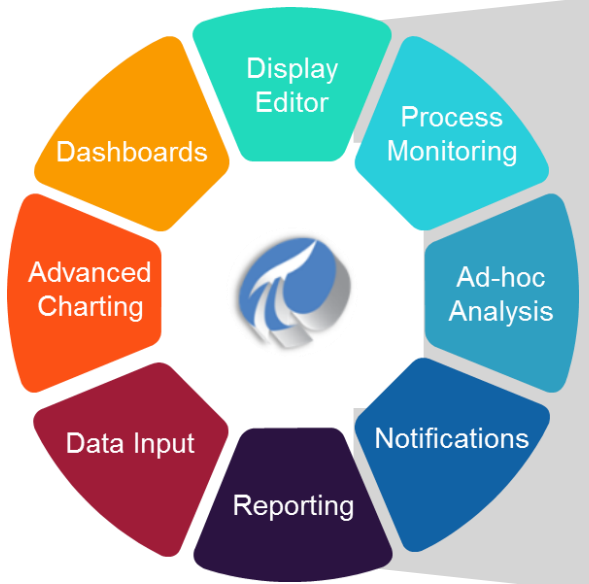 Display
Editor
Process
Monitoring
Ad-hoc
Analysis
Notifications
Reporting
Data Input
Advanced
Charting
Dashboards